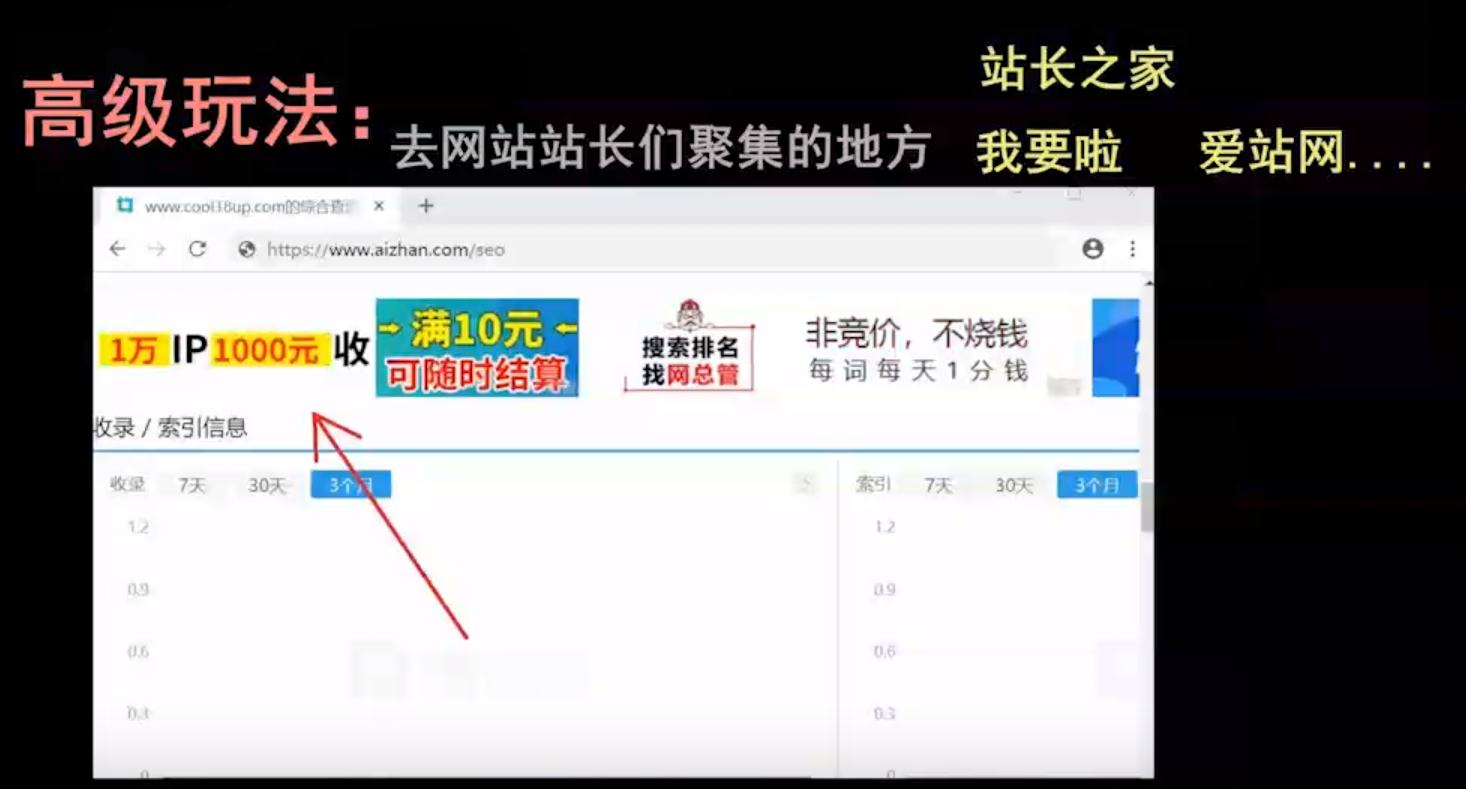 高级玩法:
去网站站长们聚集的地方
站长之家
我要啦 爱站网....
www.cool18up.com的综合查
https://www.aizhan.com/seo
1万IP1000元收
满10元
可随时结算
搜索排名
找网总管
非竞价，不烧钱
每词每天1分钱
收录 / 索引信息
收录 7天 30天 3个月
索引 7天 30天 3个月
1.2
0.9
0.6
0.3
0
1.2
0.9
0.6
0.3
0